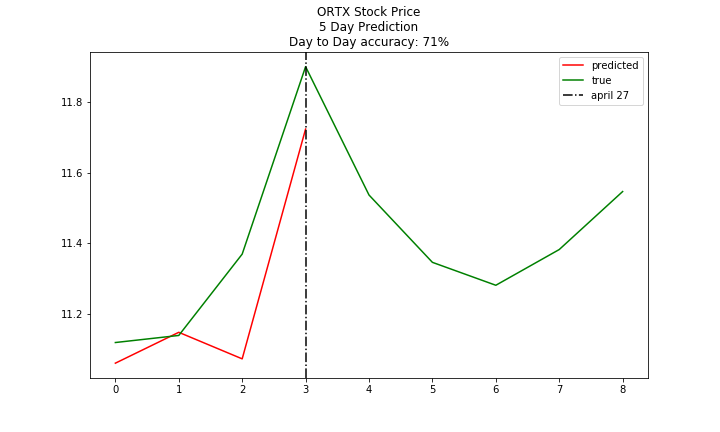 ORTX Stock Price
5 Day Prediction
Day to Day accuracy: 71%
predicted
true
april 27
11.8
11.6
11.4
11.2
0 1 2 3 4 5 6 7 8